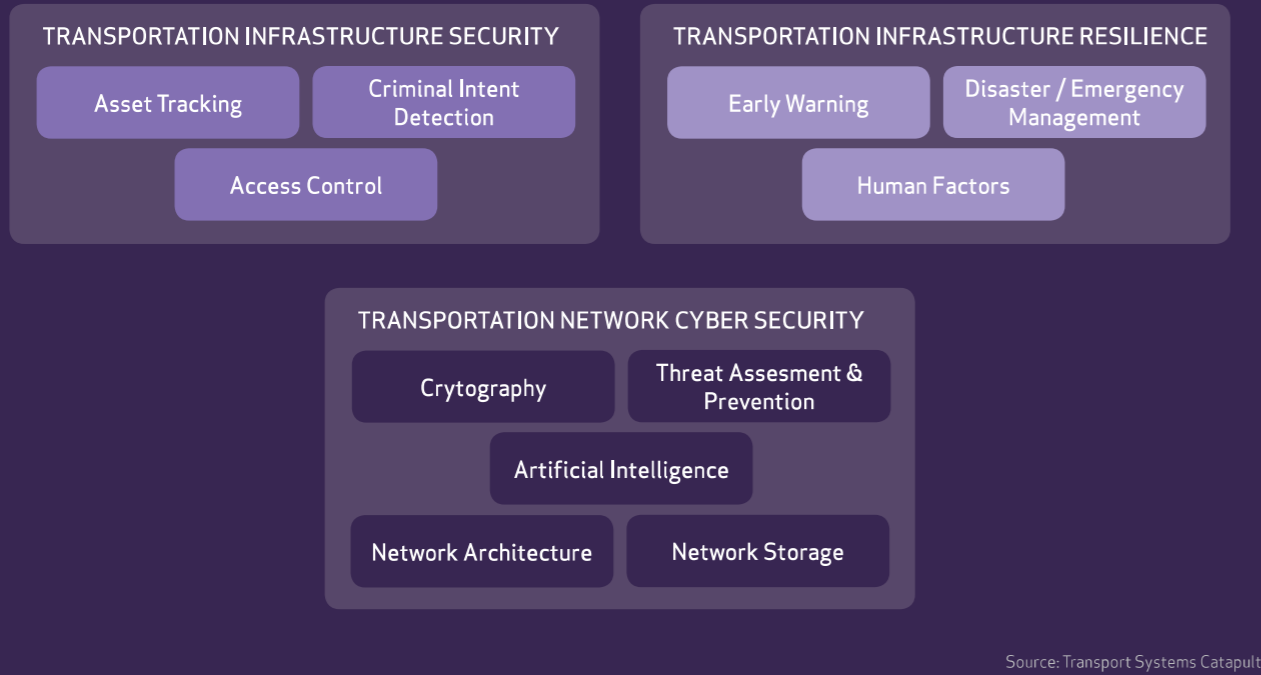 TRANSPORTATION INFRASTRUCTURE SECURITY
Asset Tracking
Criminal Intent
Detection
Access Control
TRANSPORTATION INFRASTRUCTURE RESILIENCE
Early Warning
Disaster / Emergency
Management
Human Factors
TRANSPORTATION NETWORK CYBER SECURITY
Crytography
Threat Assesment &
Prevention
Artificial Intelligence
Network Architecture
Network Storage
Source: Transport Systems Catapult